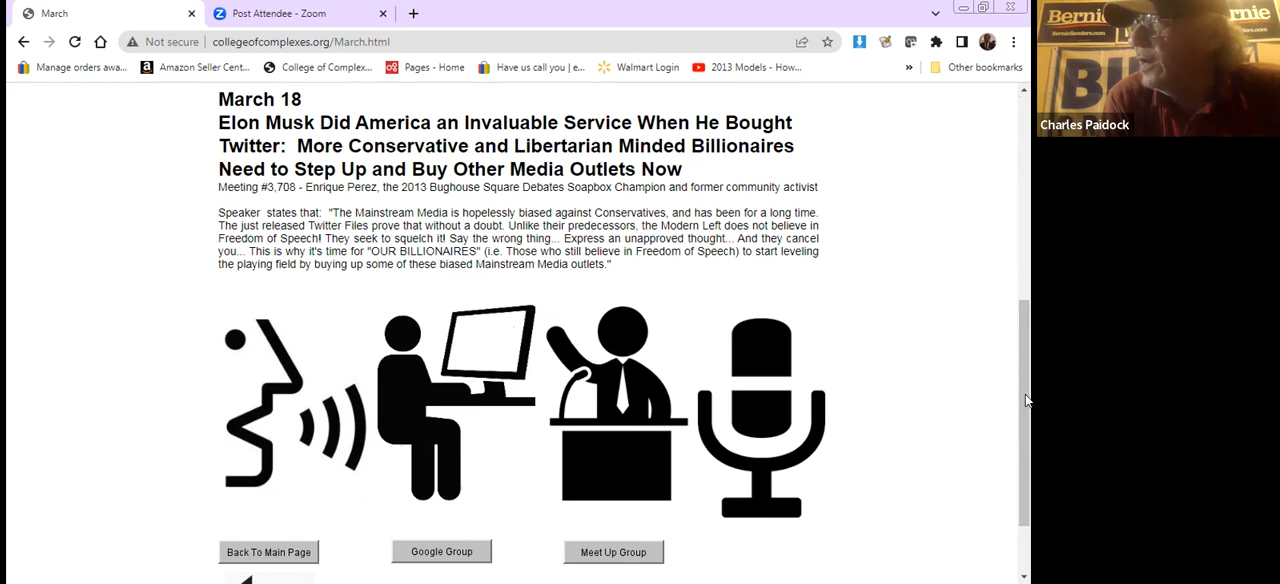 March
Post Attendee - Zoom
Bernie
rnie
BernieSanders.com
Not secure
collegeofcomplexes.org/March.html
Manage orders awa...
Amazon Seller Cent...
College of Complex...
Pages - Home
Have us call you | e...
Walmart Login
2013 Models - How...
»
Other bookmarks
Charles Paidock
March 18
Elon Musk Did America an Invaluable Service When He Bought
Twitter: More Conservative and Libertarian Minded Billionaires
Need to Step Up and Buy Other Media Outlets Now
Meeting #3,708 - Enrique Perez, the 2013 Bughouse Square Debates Soapbox Champion and former community activist
Speaker states that: "The Mainstream Media is hopelessly biased against Conservatives, and has been for a long time.
The just released Twitter Files prove that without a doubt. Unlike their predecessors, the Modern Left does not believe in
Freedom of Speech! They seek to squelch it! Say the wrong thing... Express an unapproved thought... And they cancel
you... This is why it's time for "OUR BILLIONAIRES" (i.e. Those who still believe in Freedom of Speech) to start leveling
the playing field by buying up some of these biased Mainstream Media outlets."
Back To Main Page
Google Group
Meet Up Group